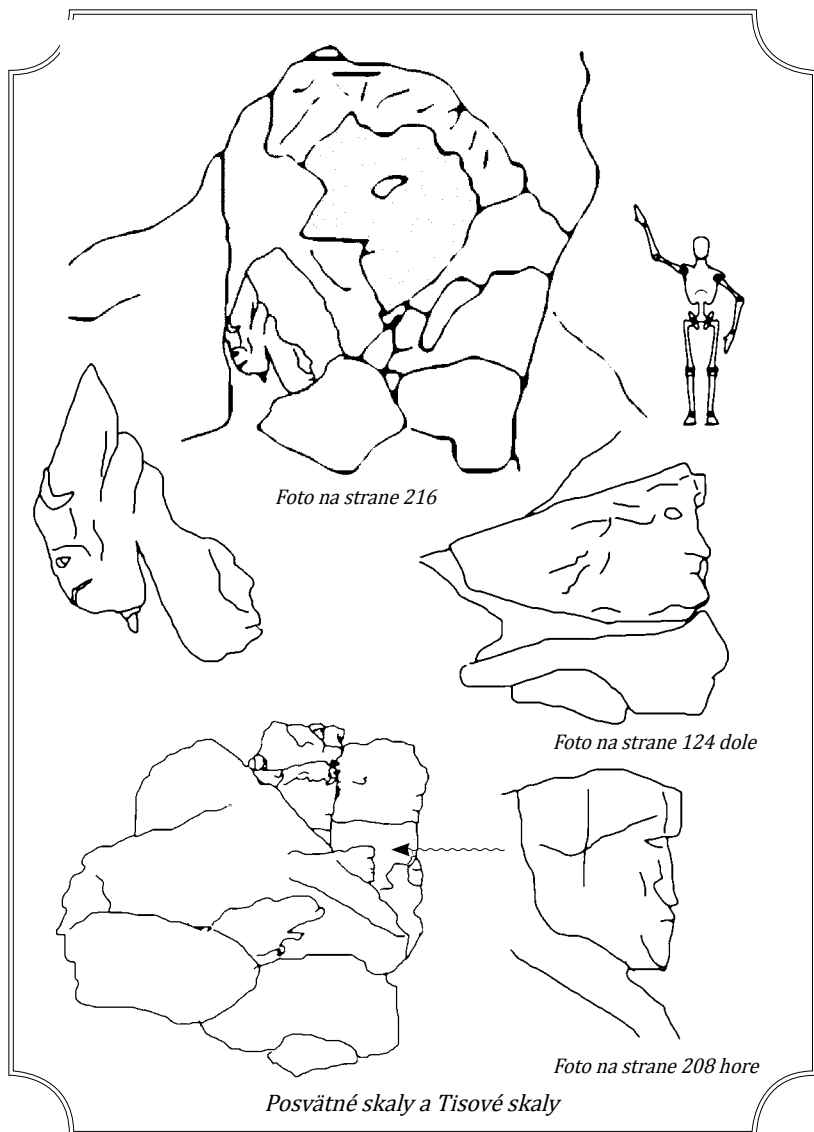 Foto na strane 216
Foto na strane 124 dole
Foto na strane 208 hore
Posvätné skaly a Tisové skaly